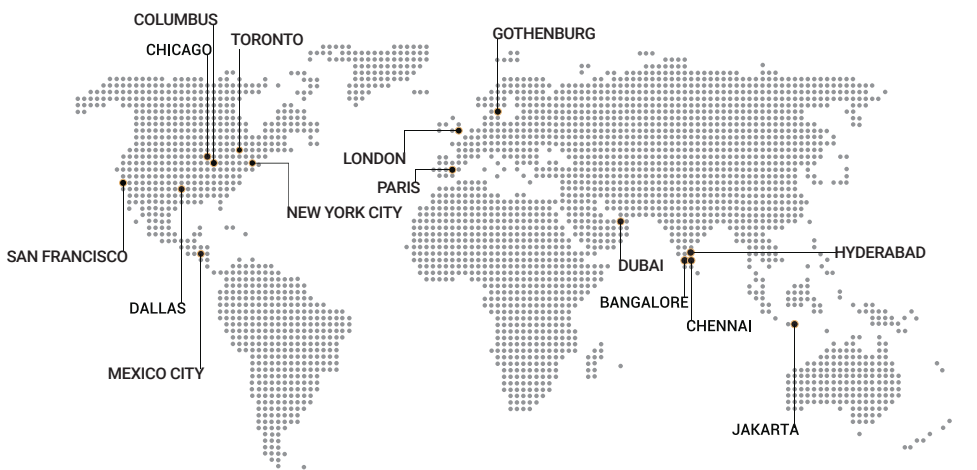 COLUMBUS
GOTHENBURG
TORONTO
CHICAGO
LONDON
PARIS
NEW YORK CITY
SAN FRANCISCO
HYDERABAD
DUBAI
BANGALORE
DALLAS
CHENNAI
MEXICO CITY
JAKARTA